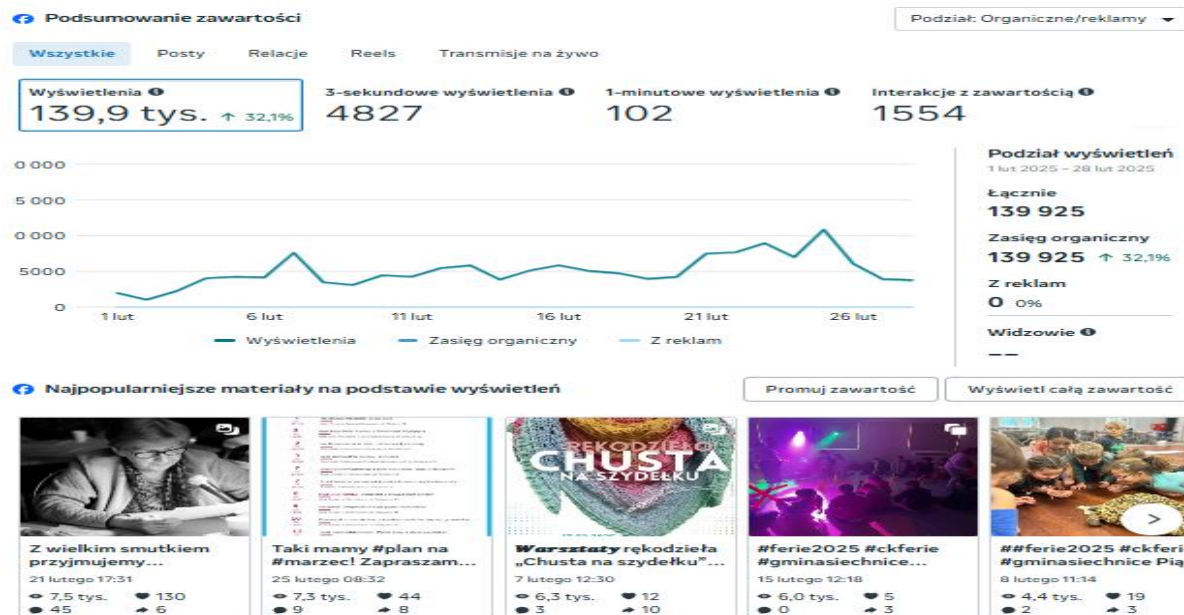 Podsumowanie zawartości
Podział: Organiczne/reklamy
Wszystkie Posty Relacje Reels Transmisje na żywo
Wyświetlenia 3-sekundowe wyświetlenia 1-minutowe wyświetlenia Interakcje z zawartością
139,9 tys. ↑ 32,1% 4827 102 1554
Podział wyświetleń
1 lut 2025 – 28 lut 2025
Łącznie
139 925
Zasięg organiczny
139 925 ↑ 32,1%
Z reklam
0 0%
Widzowie
--
0 000
5 000
0 000
5000
0
1 lut 6 lut 11 lut 16 lut 21 lut 26 lut
Wyświetlenia Zasięg organiczny Z reklam
Najpopularniejsze materiały na podstawie wyświetleń
Promuj zawartość Wyświetl całą zawartość
Z wielkim smutkiem
przyjmujemy...
21 lutego 17:31
7,5 tys. 130
45 6
Taki mamy #plan na
#marzec! Zapraszam...
25 lutego 08:32
7,3 tys. 44
9 8
RĘKODZIEŁO
CHUSTA
NA SZYDEŁKU
Warsztaty rękodzieła
„Chusta na szydełku"...
7 lutego 12:30
6,3 tys. 12
3 10
#ferie2025 #ckferie
#gminasiechnice...
15 lutego 12:18
6,0 tys. 5
0 3
##ferie2025 #ckferi
#gminasiechnice Pią
8 lutego 11:14
4,4 tys. 19
2 3